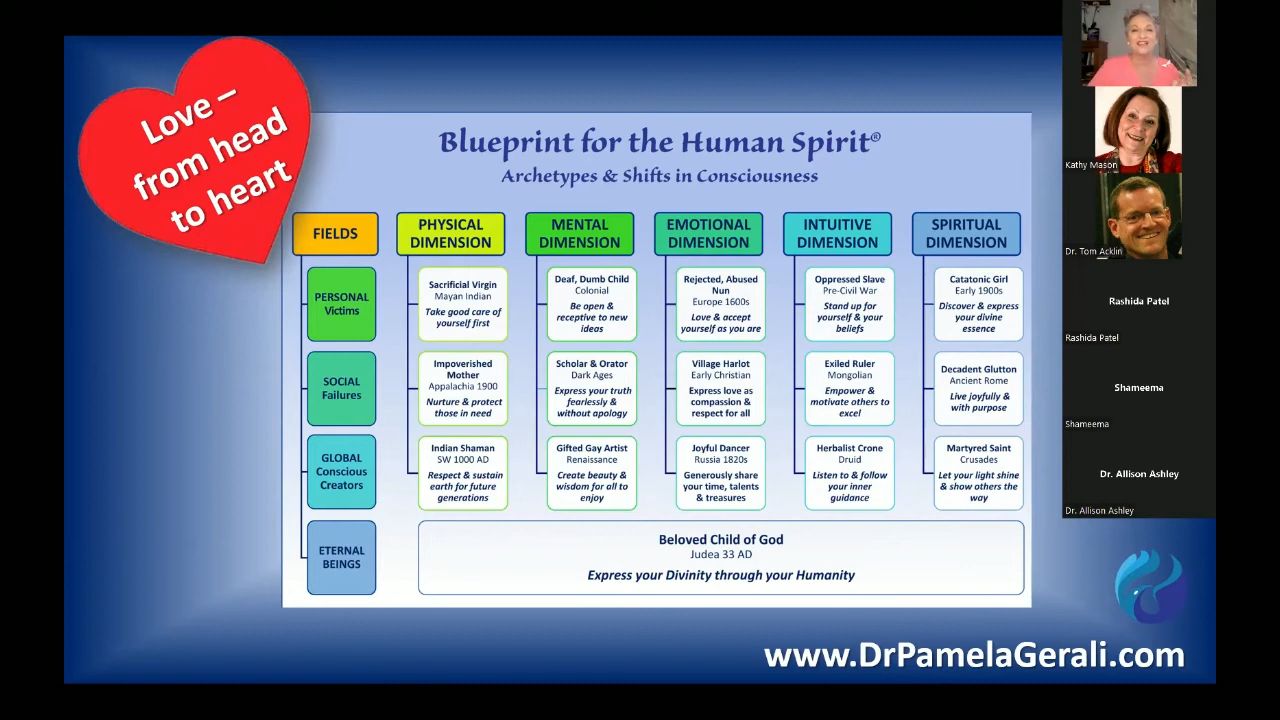 Love –
from head
to heart
Blueprint for the Human Spirit®
Archetypes & Shifts in Consciousness
FIELDS
PHYSICAL
DIMENSION
MENTAL
DIMENSION
EMOTIONAL
DIMENSION
INTUITIVE
DIMENSION
SPIRITUAL
DIMENSION
PERSONAL
Victims
Sacrificial Virgin
Mayan Indian
Take good care of
yourself first
Deaf, Dumb Child
Colonial
Be open &
receptive to new
ideas
Rejected, Abused
Nun
Europe 1600s
Love & accept
yourself as you are
Oppressed Slave
Pre-Civil War
Stand up for
yourself & your
beliefs
Catatonic Girl
Early 1900s
Discover & express
your divine
essence
SOCIAL
Failures
Impoverished
Mother
Appalachia 1900
Nurture & protect
those in need
Scholar & Orator
Dark Ages
Express your truth
fearlessly &
without apology
Village Harlot
Early Christian
Express love as
compassion &
respect for all
Exiled Ruler
Mongolian
Empower &
motivate others to
excel
Decadent Glutton
Ancient Rome
Live joyfully &
with purpose
GLOBAL
Conscious
Creators
Indian Shaman
SW 1000 AD
Respect & sustain
earth for future
generations
Gifted Gay Artist
Renaissance
Create beauty &
wisdom for all to
enjoy
Joyful Dancer
Russia 1820s
Generously share
your time, talents
& treasures
Herbalist Crone
Druid
Listen to & follow
your inner
guidance
Martyred Saint
Crusades
Let your light shine
& show others the
way
ETERNAL
BEINGS
Beloved Child of God
Judea 33 AD
Express your Divinity through your Humanity
www.DrPamelaGerali.com
Kathy Mason
Dr. Tom Acklin
Rashida Patel
Rashida Patel
Shameema
Shameema
Dr. Allison Ashley
Dr. Allison Ashley